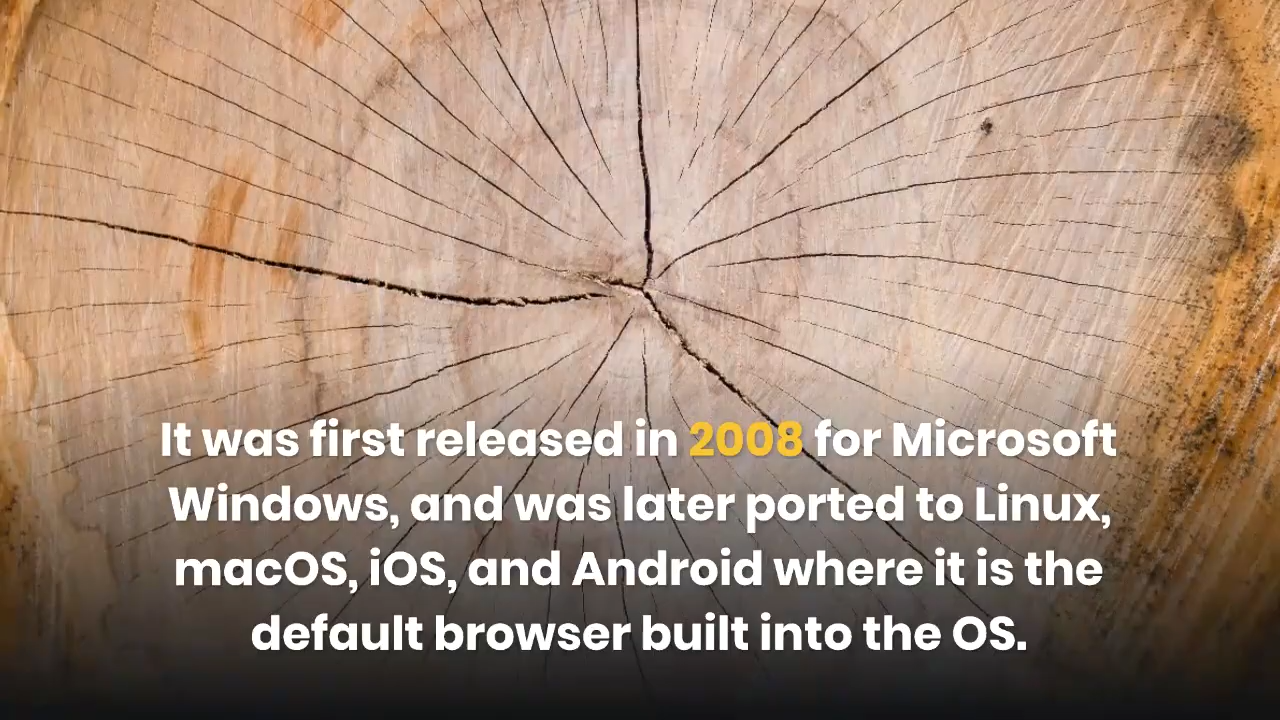 It was first released in 2008 for Microsoft
Windows, and was later ported to Linux,
macOS, iOS, and Android where it is the
default browser built into the OS.